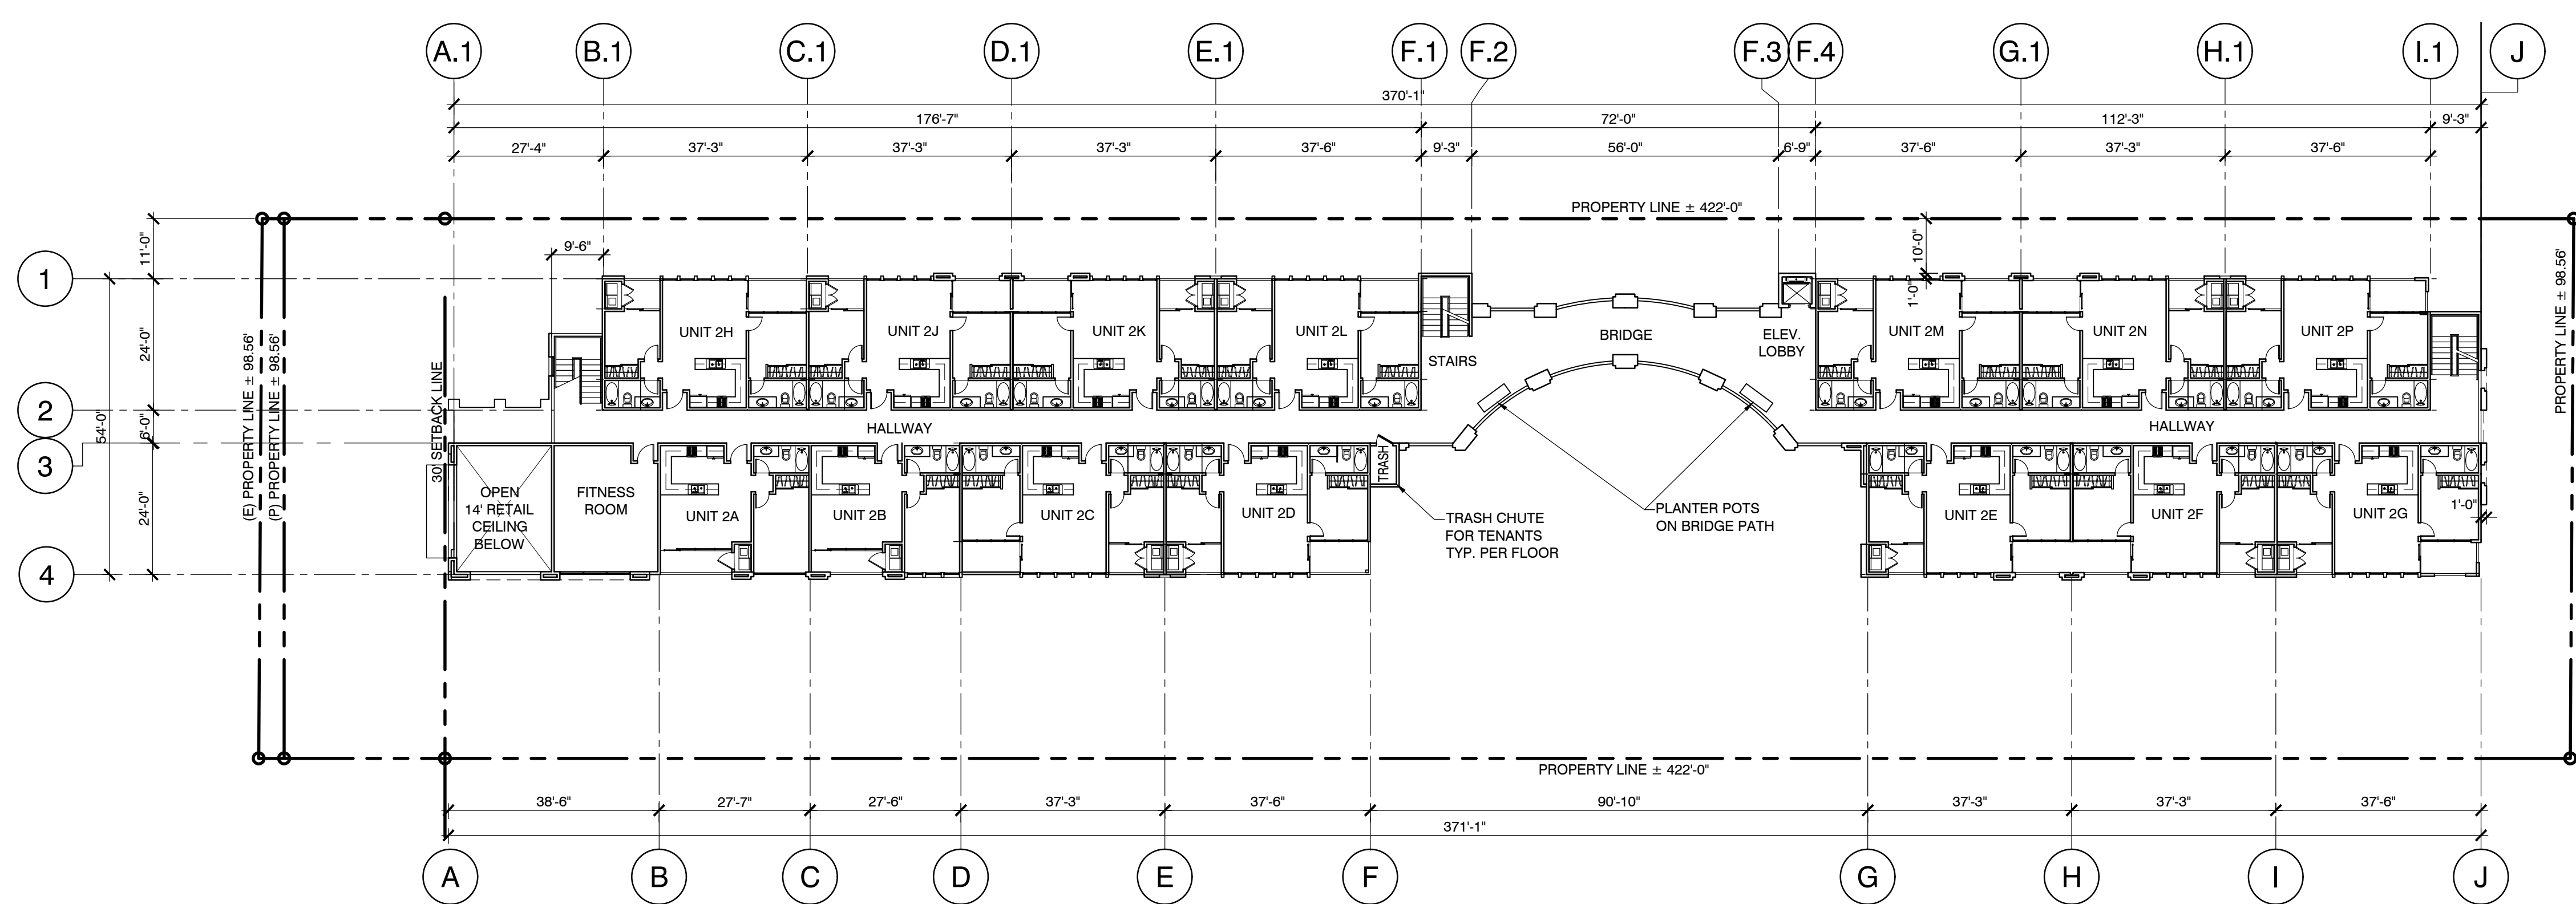 A.1 B.1 C.1 D.1 E.1 F.1 F.2 F.3 F.4 G.1 H.1 I.1 J
370'-1"
176'-7" 72'-0" 112'-3" 9'-3"
27'-4" 37'-3" 37'-3" 37'-3" 37'-6" 9'-3" 56'-0" 6'-9" 37'-6" 37'-3" 37'-6"
PROPERTY LINE ± 422'-0"
11'-0"
9'-6"
10'-0"
1'-0"
1
24'-0"
UNIT 2H
UNIT 2J
UNIT 2K
UNIT 2L
STAIRS
BRIDGE
ELEV.
LOBBY
UNIT 2M
UNIT 2N
UNIT 2P
(E) PROPERTY LINE ± 98.56'
(P) PROPERTY LINE ± 98.56'
30' SETBACK LINE
PROPERTY LINE ± 98.56'
2
54'-0"
6'-0"
HALLWAY
HALLWAY
3
24'-0"
OPEN
14' RETAIL
CEILING
BELOW
FITNESS
ROOM
UNIT 2A
UNIT 2B
UNIT 2C
UNIT 2D
TRASH
TRASH CHUTE
FOR TENANTS
TYP. PER FLOOR
PLANTER POTS
ON BRIDGE PATH
UNIT 2E
UNIT 2F
UNIT 2G
1'-0"
4
PROPERTY LINE ± 422'-0"
38'-6" 27'-7" 27'-6" 37'-3" 37'-6" 90'-10" 37'-3" 37'-3" 37'-6"
371'-1"
A B C D E F G H I J